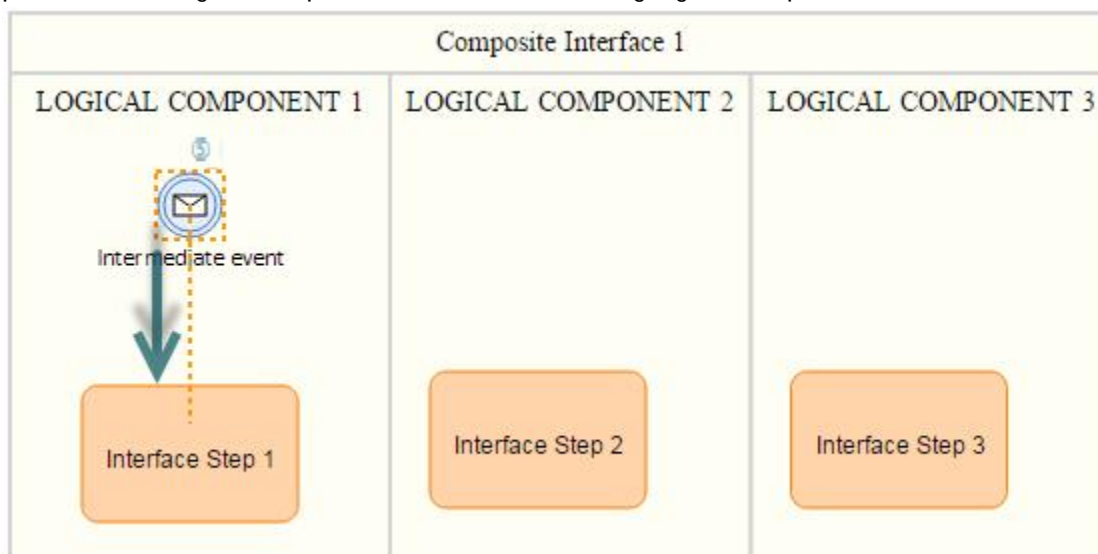 Composite Interface 1
LOGICAL COMPONENT 1 LOGICAL COMPONENT 2 LOGICAL COMPONENT 3
Intermediate event
Interface Step 1 Interface Step 2 Interface Step 3